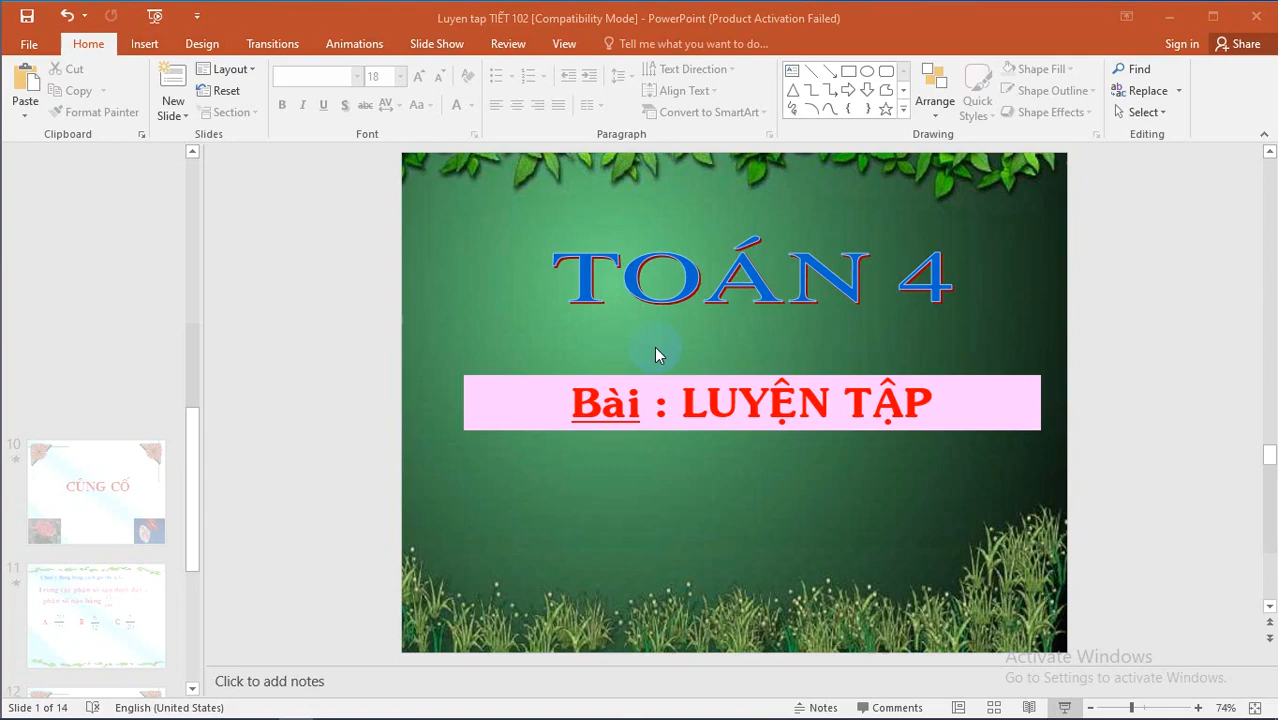 Luyen tap TIẾT 102 [Compatibility Mode] - PowerPoint (Product Activation Failed)
File Home Insert Design Transitions Animations Slide Show Review View Tell me what you want to do... Sign in Share
Paste
Cut
Copy
Format Painter
Clipboard
New Slide
Layout
Reset
Section
Slides
18
B I U S abc AV Aa A
Font
Text Direction
Align Text
Convert to SmartArt
Paragraph
Arrange
Quick Styles
Shape Fill
Shape Outline
Shape Effects
Drawing
Find
Replace
Select
Editing
10
CỦNG CỐ
11
A B C
12
TOÁN 4
Bài : LUYỆN TẬP
Click to add notes
Activate Windows
Go to Settings to activate Windows.
Slide 1 of 14 English (United States) Notes Comments 74%